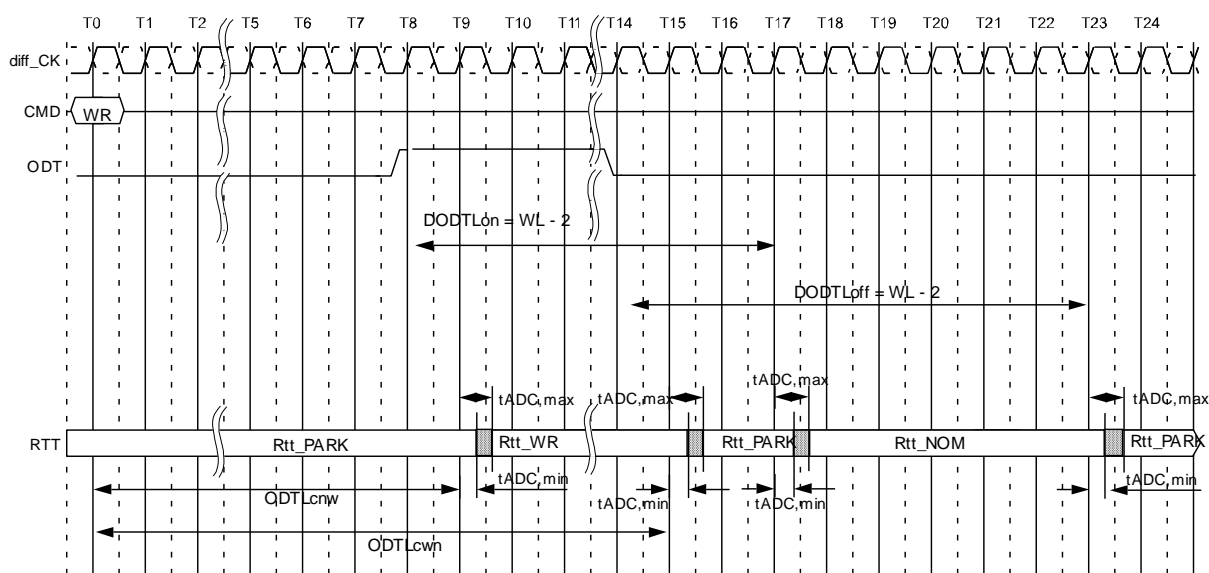 T0 T1 T2 T5 T6 T7 T8 T9 T10 T11 T14 T15 T16 T17 T18 T19 T20 T21 T22 T23 T24
diff_CK
CMD WR
ODT
DODTLon = WL - 2
DODTLoff = WL - 2
tADC,max
tADC,max tADC,max tADC,max
RTT Rtt_PARK Rtt_WR Rtt_PARK Rtt_NOM Rtt_PARK
tADC,min tADC,min
ODTLcnw tADC,min tADC,min
ODTLcwn